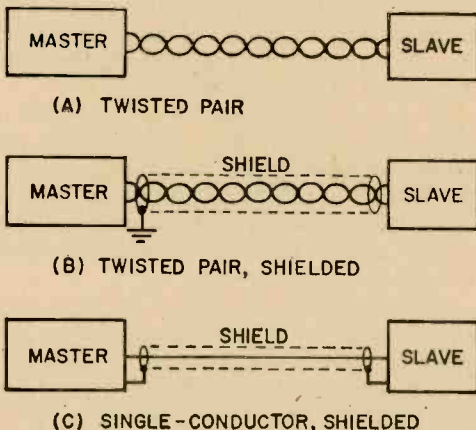 MASTER SLAVE
(A) TWISTED PAIR
SHIELD
MASTER SLAVE
(B) TWISTED PAIR, SHIELDED
SHIELD
MASTER SLAVE
(C) SINGLE-CONDUCTOR, SHIELDED